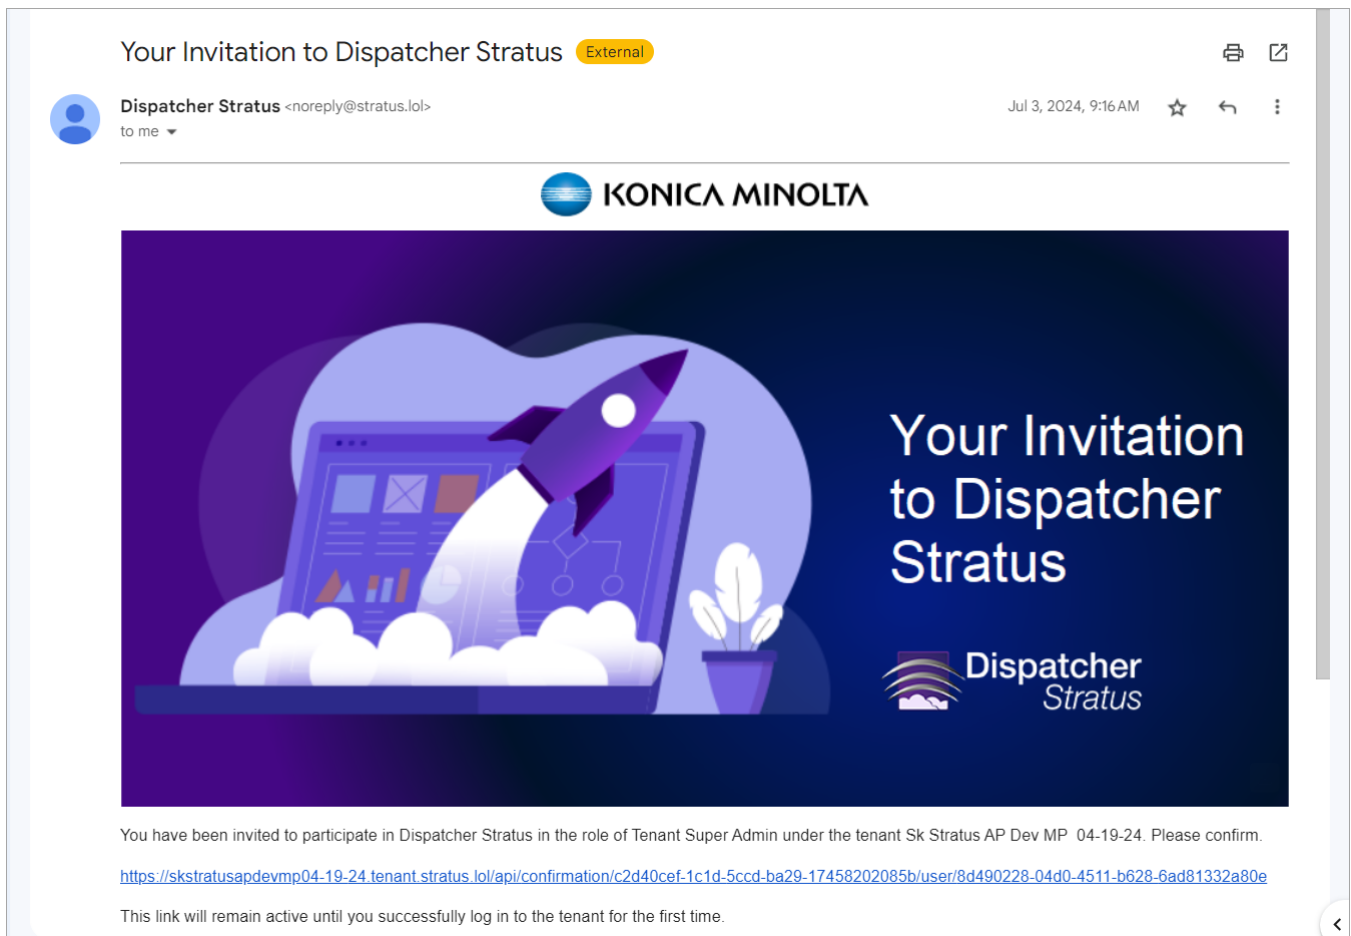 Your Invitation to Dispatcher Stratus External
Dispatcher Stratus <noreply@stratus.lol> Jul 3, 2024, 9:16 AM
to me
KONICA MINOLTA
Your Invitation
to Dispatcher
Stratus
Dispatcher
Stratus
You have been invited to participate in Dispatcher Stratus in the role of Tenant Super Admin under the tenant Sk Stratus AP Dev MP  04-19-24. Please confirm.
https://skstratusapdevmp04-19-24.tenant.stratus.lol/api/confirmation/c2d40cef-1c1d-5ccd-ba29-17458202085b/user/8d490228-04d0-4511-b628-6ad81332a80e
This link will remain active until you successfully log in to the tenant for the first time.